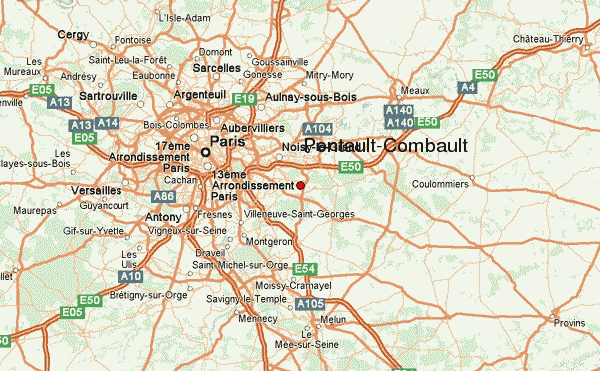 L'Isle-Adam
Cergy
Pontoise
Domont
Château-Thierry
Saint-Leu-la-Forêt
Goussainville
Les
Mureaux
Andrésy
Eaubonne
Sarcelles
Gonesse
Mitry-Mory
E50
A4
E05
Argenteuil
Meaux
Sartrouville
E19
Aulnay-sous-Bois
A13
A140
A14
Bois-Colombes
Aubervilliers
A104
A140
A13
E05
17ème
Arrondissement
Paris
Paris
Pontault-Combault
Les
E50
Cachan
13ème
Arrondissement
Paris
Versailles
Coulommiers
A86
Guyancourt
Maurepas
Antony
Fresnes
Villeneuve-Saint-Georges
Gif-sur-Yvette
Vigneux-sur-Seine
Montgeron
Draveil
Les
Ulis
Saint-Michel-sur-Orge
E54
A10
Moissy-Cramayel
Brétigny-sur-Orge
Savigny-le-Temple
A105
E50
E05
Mennecy
Melun
Provins
Le
Mee-sur-Seine
E50